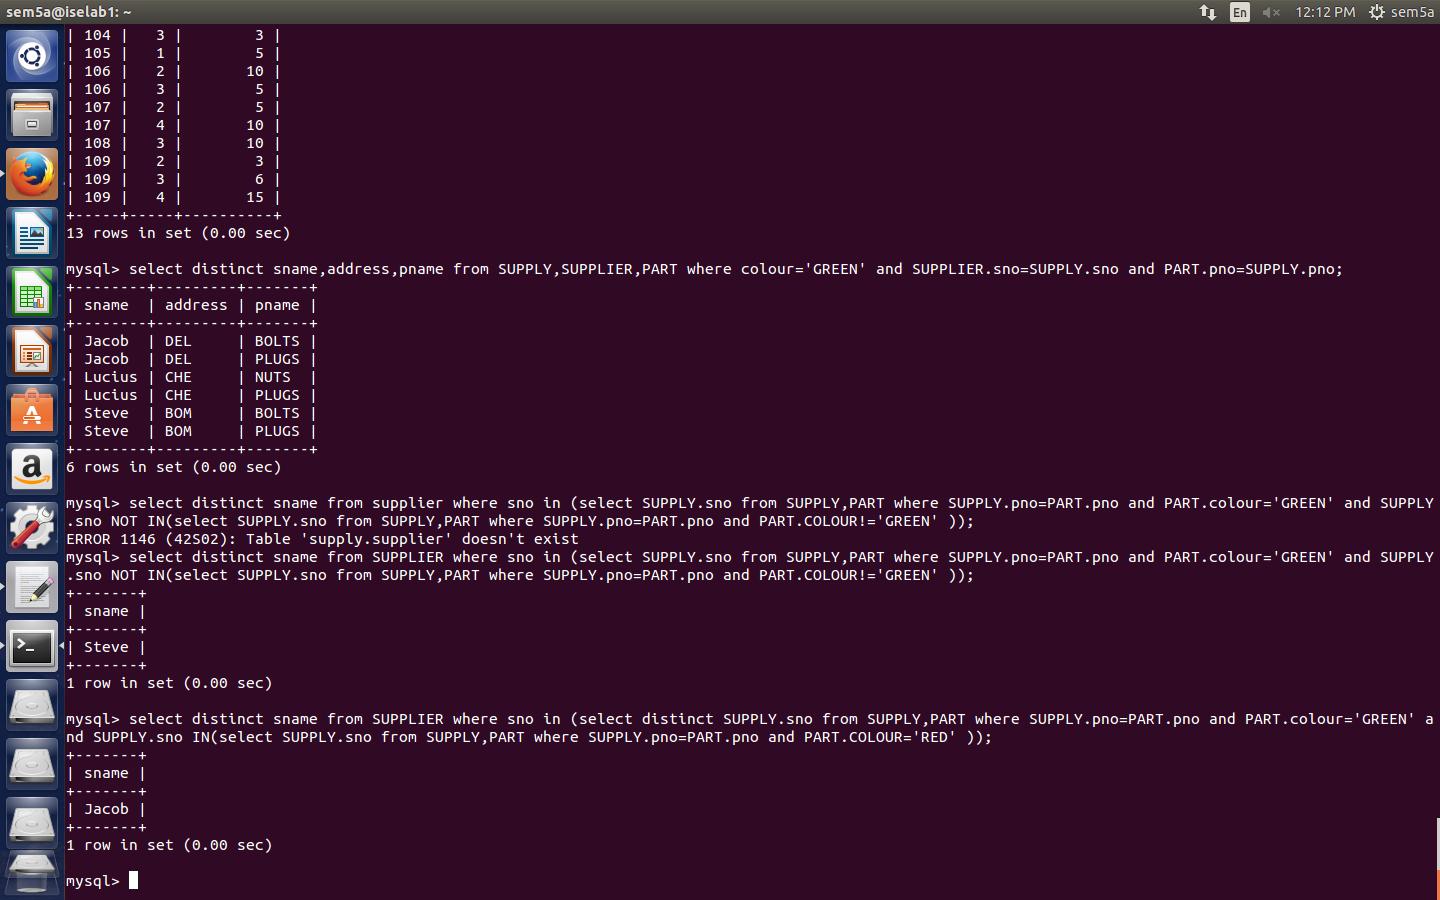 sem5a@iselab1: ~
En
12:12 PM
sem5a
| 104 |   3 |        3 |
| 105 |   1 |        5 |
| 106 |   2 |       10 |
| 106 |   3 |        5 |
| 107 |   2 |        5 |
| 107 |   4 |       10 |
| 108 |   3 |       10 |
| 109 |   2 |        3 |
| 109 |   3 |        6 |
| 109 |   4 |       15 |
+-----+-----+----------+
13 rows in set (0.00 sec)
mysql> select distinct sname,address,pname from SUPPLY,SUPPLIER,PART where colour='GREEN' and SUPPLIER.sno=SUPPLY.sno and PART.pno=SUPPLY.pno;
+--------+---------+-------+
| sname  | address | pname |
+--------+---------+-------+
| Jacob  | DEL     | BOLTS |
| Jacob  | DEL     | PLUGS |
| Lucius | CHE     | NUTS  |
| Lucius | CHE     | PLUGS |
| Steve  | BOM     | BOLTS |
| Steve  | BOM     | PLUGS |
+--------+---------+-------+
6 rows in set (0.00 sec)
mysql> select distinct sname from supplier where sno in (select SUPPLY.sno from SUPPLY,PART where SUPPLY.pno=PART.pno and PART.colour='GREEN' and SUPPLY
.sno NOT IN(select SUPPLY.sno from SUPPLY,PART where SUPPLY.pno=PART.pno and PART.COLOUR!='GREEN' ));
ERROR 1146 (42S02): Table 'supply.supplier' doesn't exist
mysql> select distinct sname from SUPPLIER where sno in (select SUPPLY.sno from SUPPLY,PART where SUPPLY.pno=PART.pno and PART.colour='GREEN' and SUPPLY
.sno NOT IN(select SUPPLY.sno from SUPPLY,PART where SUPPLY.pno=PART.pno and PART.COLOUR!='GREEN' ));
+-------+
| sname |
+-------+
| Steve |
+-------+
1 row in set (0.00 sec)
mysql> select distinct sname from SUPPLIER where sno in (select distinct SUPPLY.sno from SUPPLY,PART where SUPPLY.pno=PART.pno and PART.colour='GREEN' a
nd SUPPLY.sno IN(select SUPPLY.sno from SUPPLY,PART where SUPPLY.pno=PART.pno and PART.COLOUR='RED' ));
+-------+
| sname |
+-------+
| Jacob |
+-------+
1 row in set (0.00 sec)
mysql>